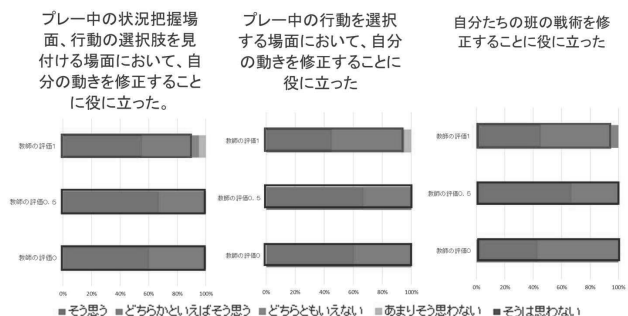 プレー中の状況把握場
面、行動の選択肢を見
付ける場面において、自
分の動きを修正すること
に役に立った。
教師の評価1
教師の評価0.5
教師の評価0
0% 20% 40% 60% 80% 100%
プレー中の行動を選択
する場面において、自分
の動きを修正することに
役に立った
教師の評価1
教師の評価0.5
教師の評価0
0% 20% 40% 60% 80% 100%
自分たちの班の戦術を修
正することに役に立った
教師の評価1
教師の評価0.5
教師の評価0
0% 20% 40% 60% 80% 100%
そう思う どちらかといえばそう思う どちらともいえない あまりそう思わない そうは思わない